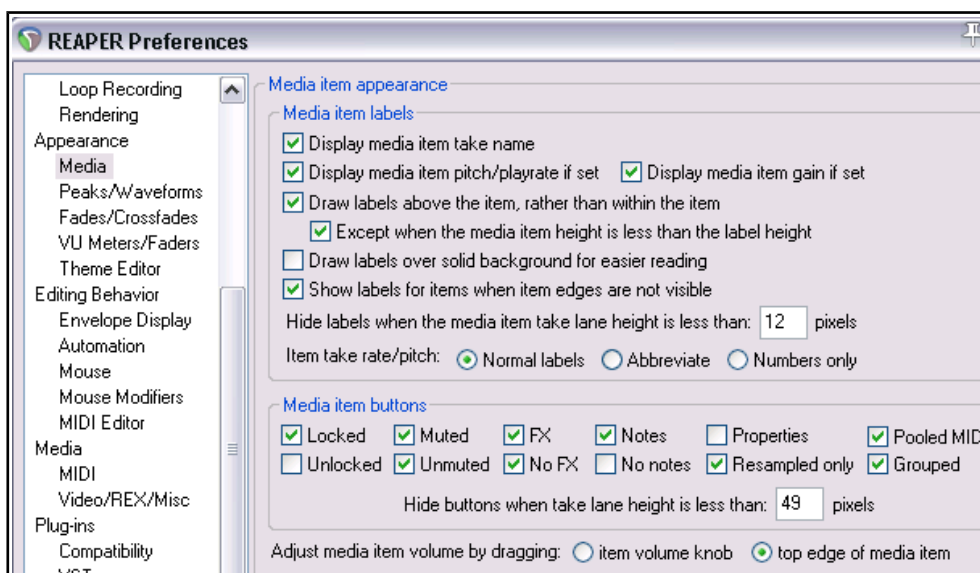 REAPER Preferences
Loop Recording
Rendering
Appearance
Media
Peaks/Waveforms
Fades/Crossfades
VU Meters/Faders
Theme Editor
Editing Behavior
Envelope Display
Automation
Mouse
Mouse Modifiers
MIDI Editor
Media
MIDI
Video/REX/Misc
Plug-ins
Compatibility
VST
Media item appearance
Media item labels
Display media item take name
Display media item pitch/playrate if set Display media item gain if set
Draw labels above the item, rather than within the item
Except when the media item height is less than the label height
Draw labels over solid background for easier reading
Show labels for items when item edges are not visible
Hide labels when the media item take lane height is less than: 12 pixels
Item take rate/pitch: Normal labels Abbreviate Numbers only
Media item buttons
Locked Muted FX Notes Properties Pooled MID
Unlocked Unmuted No FX No notes Resampled only Grouped
Hide buttons when take lane height is less than: 49 pixels
Adjust media item volume by dragging: item volume knob top edge of media item